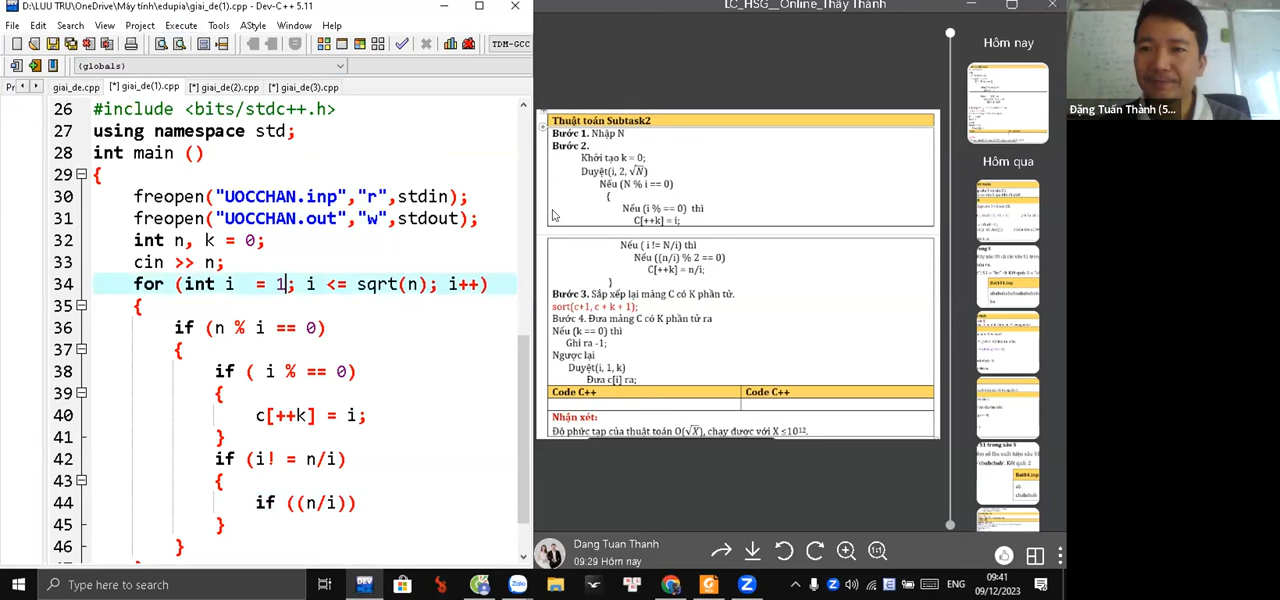 D:\LUU TRU\OneDrive\Máy tính\edupia\giai_de(1).cpp - Dev-C++ 5.11
File Edit Search View Project Execute Tools AStyle Window Help
TDM-GCC
(globals)
Pr giai_de.cpp [*] giai_de(1).cpp [*] giai_de(2).cpp [*] giai_de(3).cpp
26 #include <bits/stdc++.h>
27 using namespace std;
28 int main ()
29 {
30 freopen("UOCCHAN.inp","r",stdin);
31 freopen("UOCCHAN.out","w",stdout);
32 int n, k = 0;
33 cin >> n;
34 for (int i  = 1; i <= sqrt(n); i++)
35 {
36 if (n % i == 0)
37 {
38 if ( i % == 0)
39 {
40 c[++k] = i;
41 }
42 if (i! = n/i)
43 {
44 if ((n/i))
45 }
46 }
LC_HSG__Online_Thầy Thành
Thuật toán Subtask2
Bước 1. Nhập N
Bước 2.
Khởi tạo k = 0;
Duyệt(i, 2, √N)
Nếu (N % i == 0)
{
Nếu (i % == 0) thì
C[++k] = i;
Nếu ( i != N/i) thì
Nếu ((n/i) % 2 == 0)
C[++k] = n/i;
}
Bước 3. Sắp xếp lại mảng C có K phần tử.
sort(c+1, c + k + 1);
Bước 4. Đưa mảng C có K phần tử ra
Nếu (k == 0) thì
Ghi ra -1;
Ngược lại
Duyệt(i, 1, k)
Đưa c[i] ra;
Code C++ Code C++
Nhận xét:
Độ phức tạp của thuật toán O(√X), chạy được với X ≤10¹².
Dang Tuan Thanh
09:29 Hôm nay
1:1
Hôm nay
Hôm qua
Đặng Tuấn Thành (5...
Type here to search
Zalo
ENG
09:41
09/12/2023